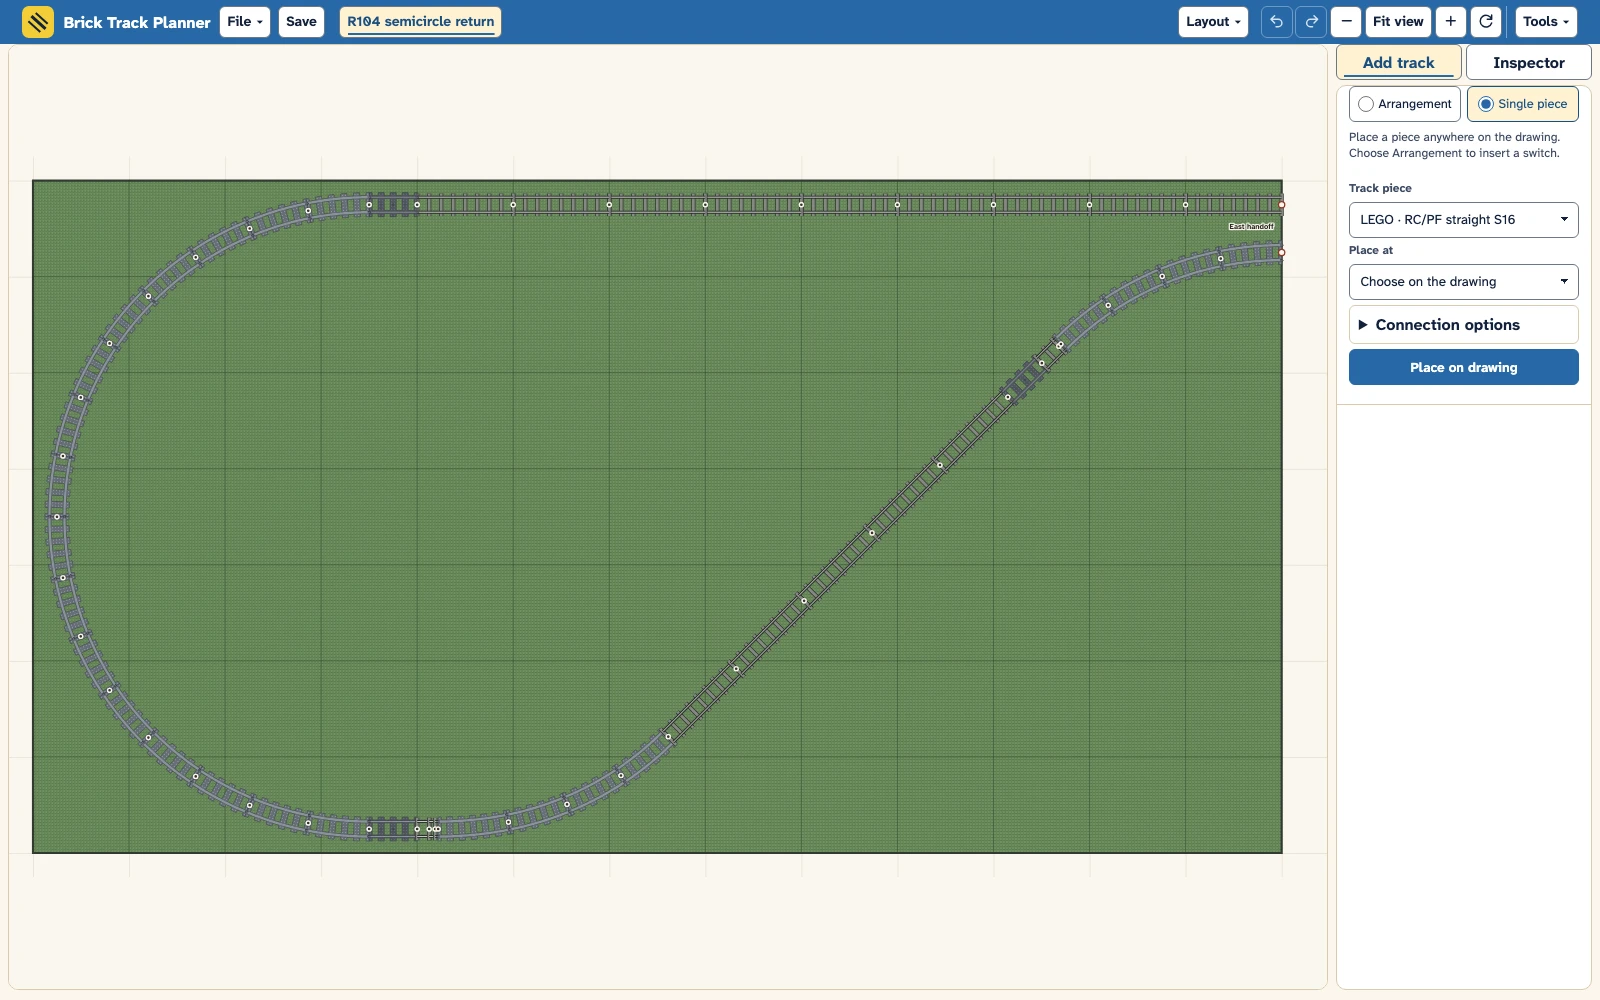 Brick Track Planner
File
Save
R104 semicircle return
Layout
Fit view
Tools
Add track
Inspector
Arrangement
Single piece
Place a piece anywhere on the drawing.
Choose Arrangement to insert a switch.
Track piece
LEGO · RC/PF straight S16
Place at
Choose on the drawing
Connection options
Place on drawing
East handoff